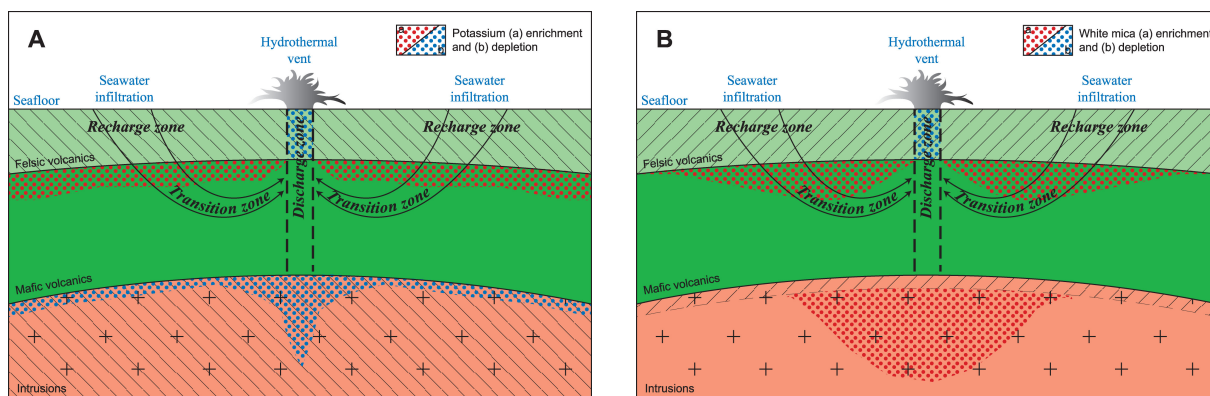 A
a
b
Potassium (a) enrichment
and (b) depletion
Hydrothermal
vent
Seawater
infiltration
Seawater
infiltration
Seafloor
Recharge zone
Recharge zone
Felsic volcanics
Transition zone
Discharge zone
Transition zone
Mafic volcanics
Intrusions
B
a
b
White mica (a) enrichment
and (b) depletion
Hydrothermal
vent
Seawater
infiltration
Seawater
infiltration
Seafloor
Recharge zone
Recharge zone
Felsic volcanics
Transition zone
Discharge zone
Transition zone
Mafic volcanics
Intrusions